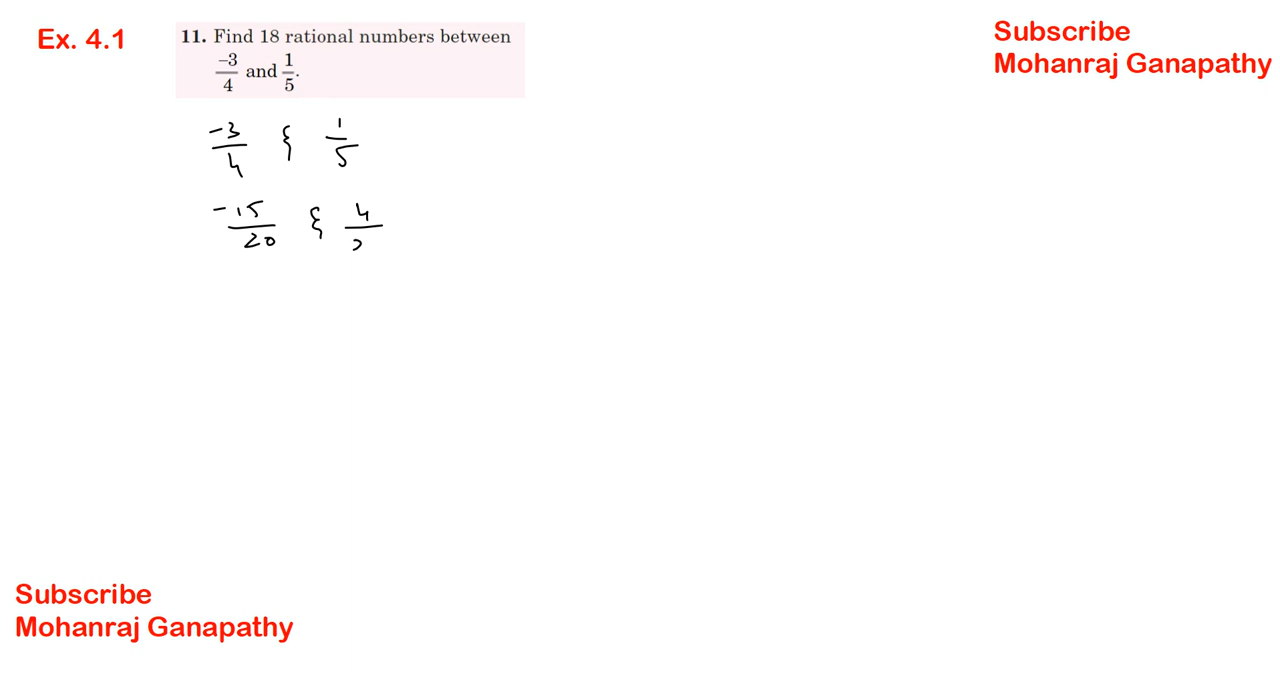 Ex. 4.1
11. Find 18 rational numbers between
-3/4 and 1/5.
Subscribe
Mohanraj Ganapathy
-3/4 & 1/5
-15/20 & 4/2
Subscribe
Mohanraj Ganapathy